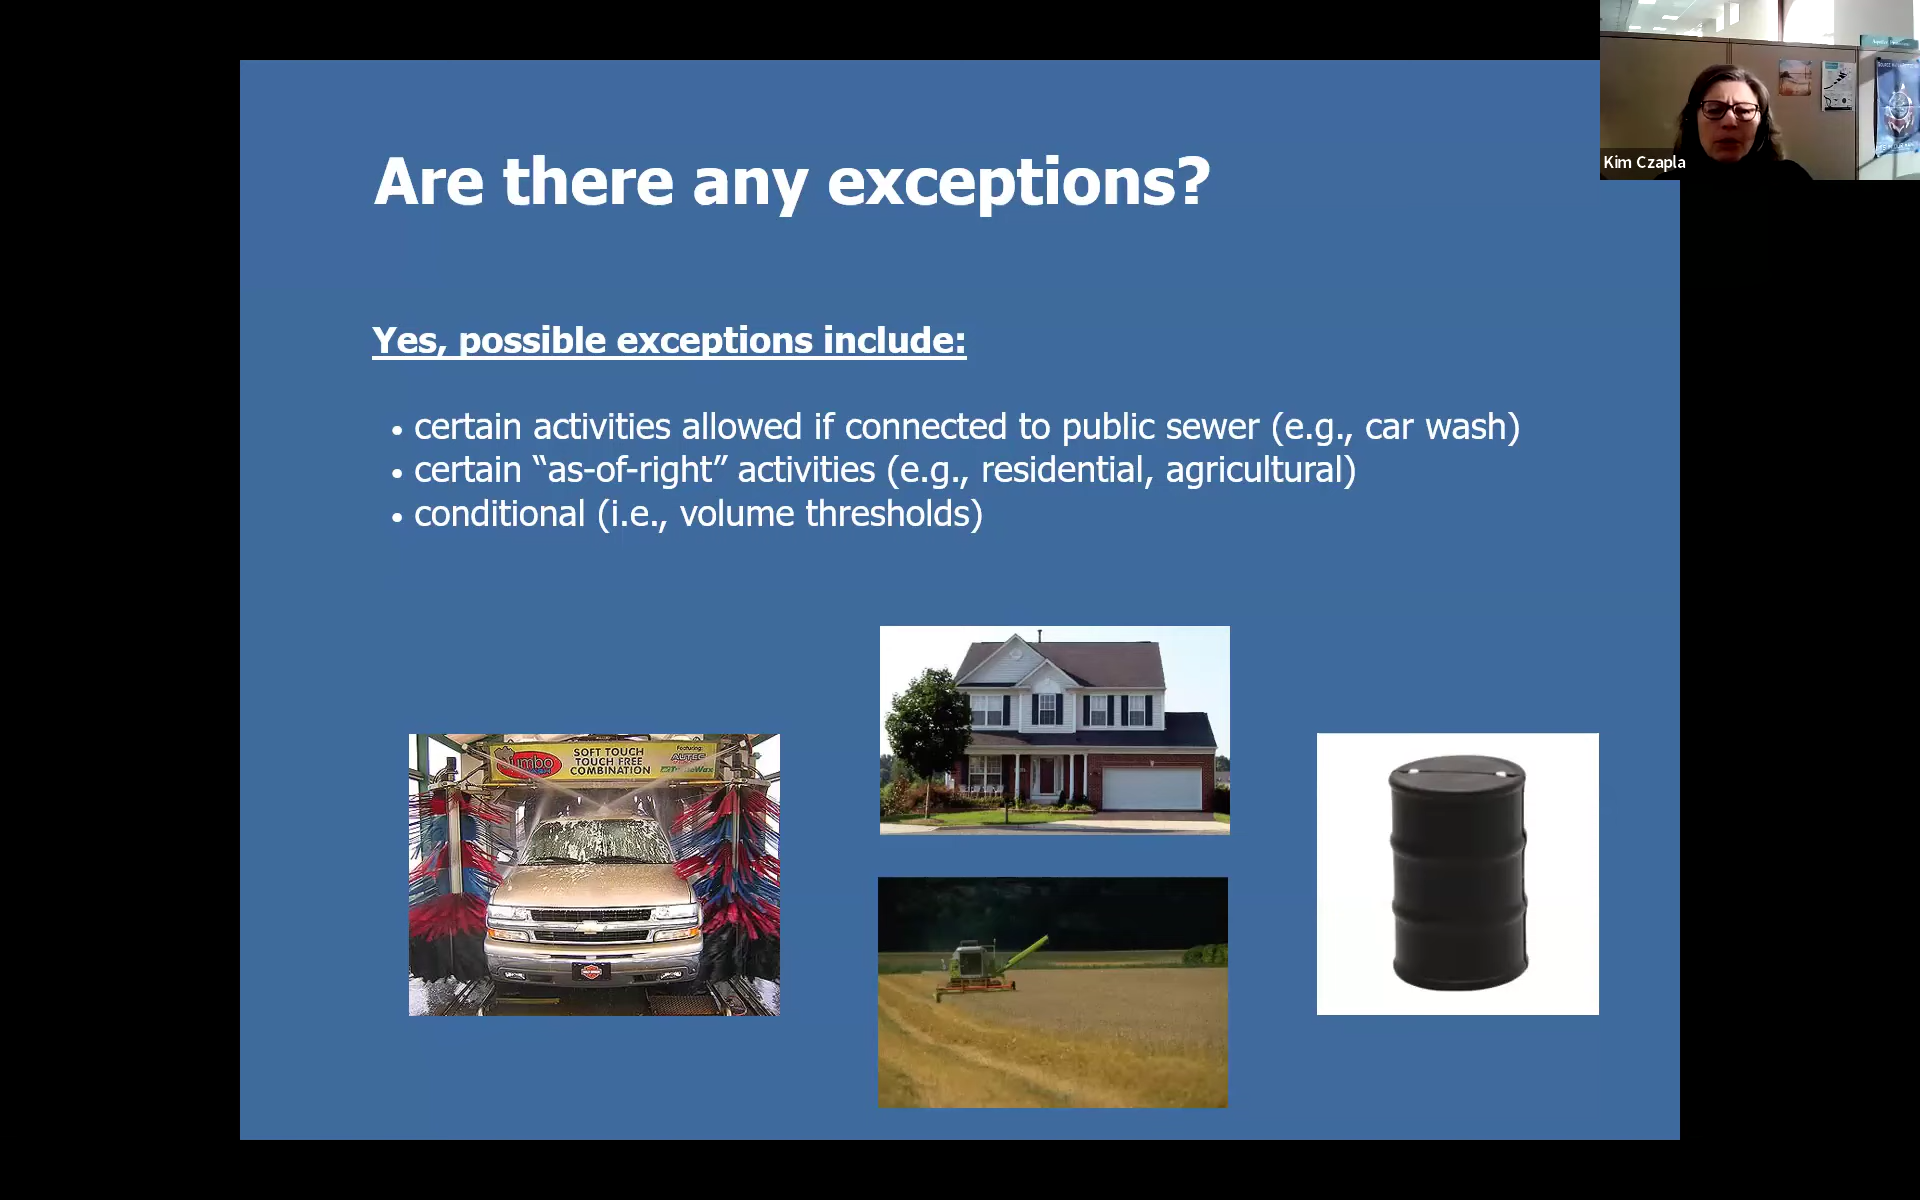 Are there any exceptions?
Yes, possible exceptions include:
• certain activities allowed if connected to public sewer (e.g., car wash)
• certain “as-of-right” activities (e.g., residential, agricultural)
• conditional (i.e., volume thresholds)
SOFT TOUCH
TOUCH FREE
COMBINATION
Featuring:
Kim Czapla